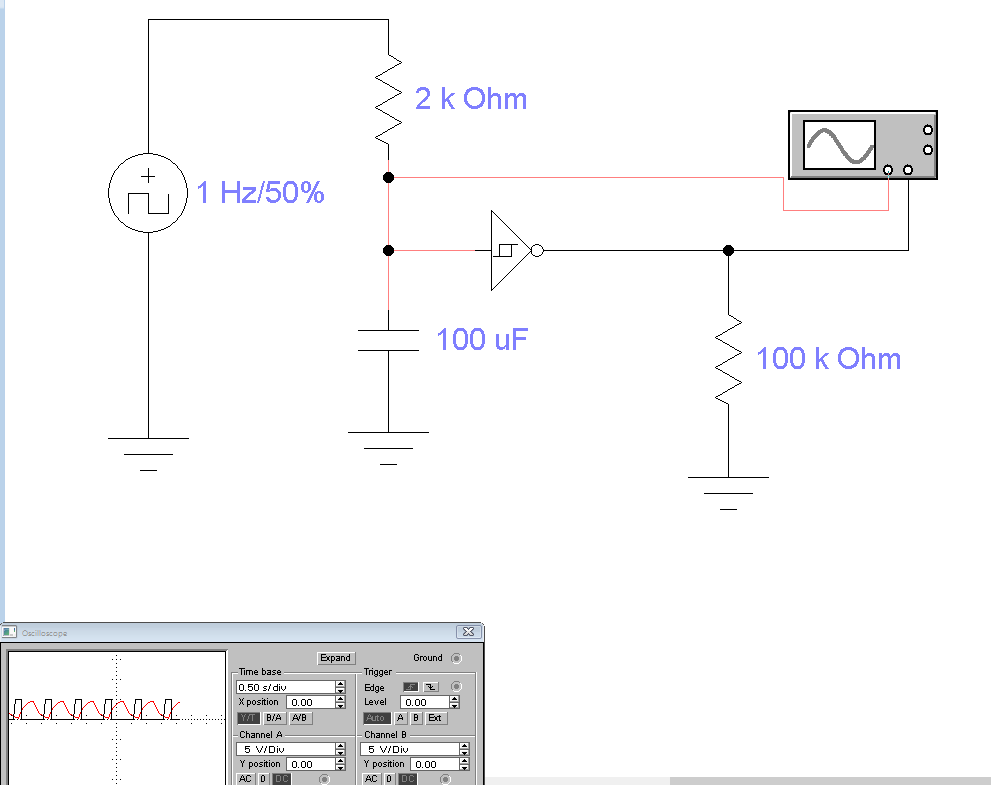 2 k Ohm
1 Hz/50%
+
100 uF
100 k Ohm
Oscilloscope
Expand Ground
Time base Trigger
0.50 s/div Edge
X position 0.00 Level 0.00
Y/T B/A A/B Auto A B Ext
Channel A Channel B
5 V/Div 5 V/Div
Y position 0.00 Y position 0.00
AC 0 DC AC 0 DC